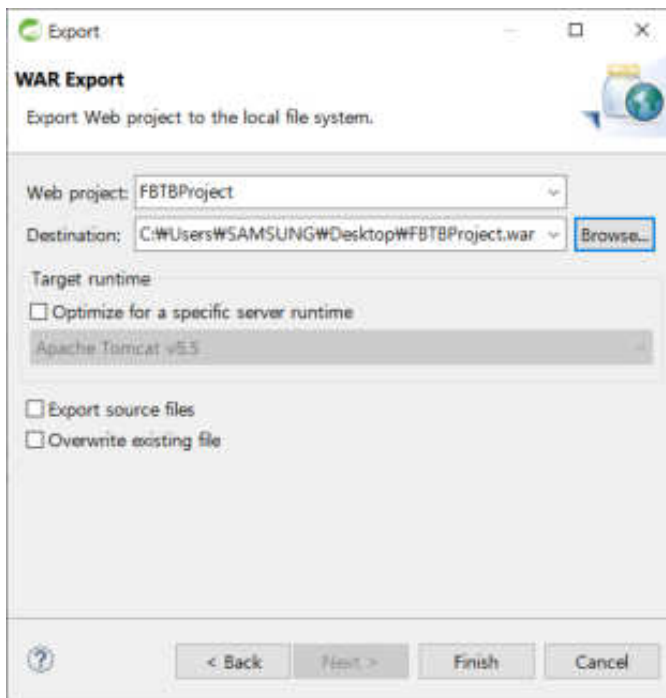 Export
WAR Export
Export Web project to the local file system.
Web project: FBTBProject
Destination: C:₩Users₩SAMSUNG₩Desktop₩FBTBProject.war Browse...
Target runtime
Optimize for a specific server runtime
Apache Tomcat v5.5
Export source files
Overwrite existing file
? < Back Next > Finish Cancel